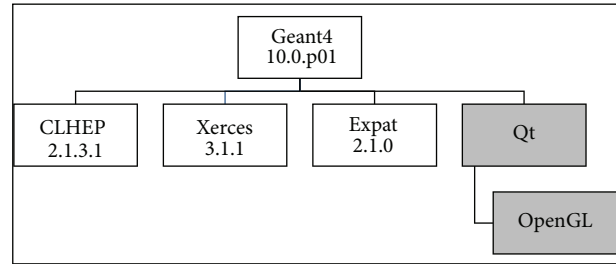 Geant4
10.0.p01
CLHEP
2.1.3.1
Xerces
3.1.1
Expat
2.1.0
Qt
OpenGL